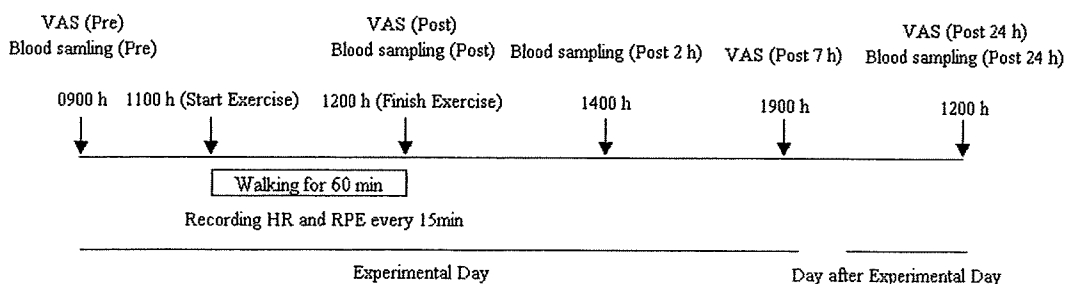 VAS (Pre)
Blood samling (Pre)
VAS (Post)
Blood sampling (Post)
Blood sampling (Post 2 h)
VAS (Post 7 h)
VAS (Post 24 h)
Blood sampling (Post 24 h)
0900 h
1100 h (Start Exercise)
1200 h (Finish Exercise)
1400 h
1900 h
1200 h
Walking for 60 min
Recording HR and RPE every 15min
Experimental Day
Day after Experimental Day